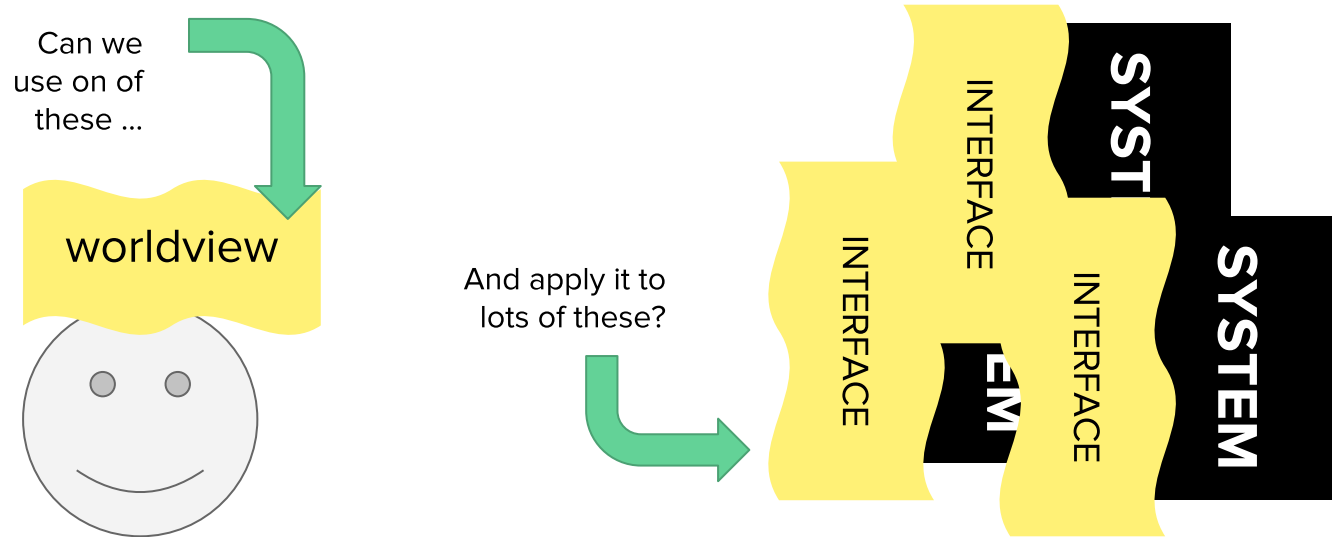 Can we
use on of
these ...
worldview
And apply it to
lots of these?
INTERFACE
INTERFACE
INTERFACE
SYST
EM
SYSTEM